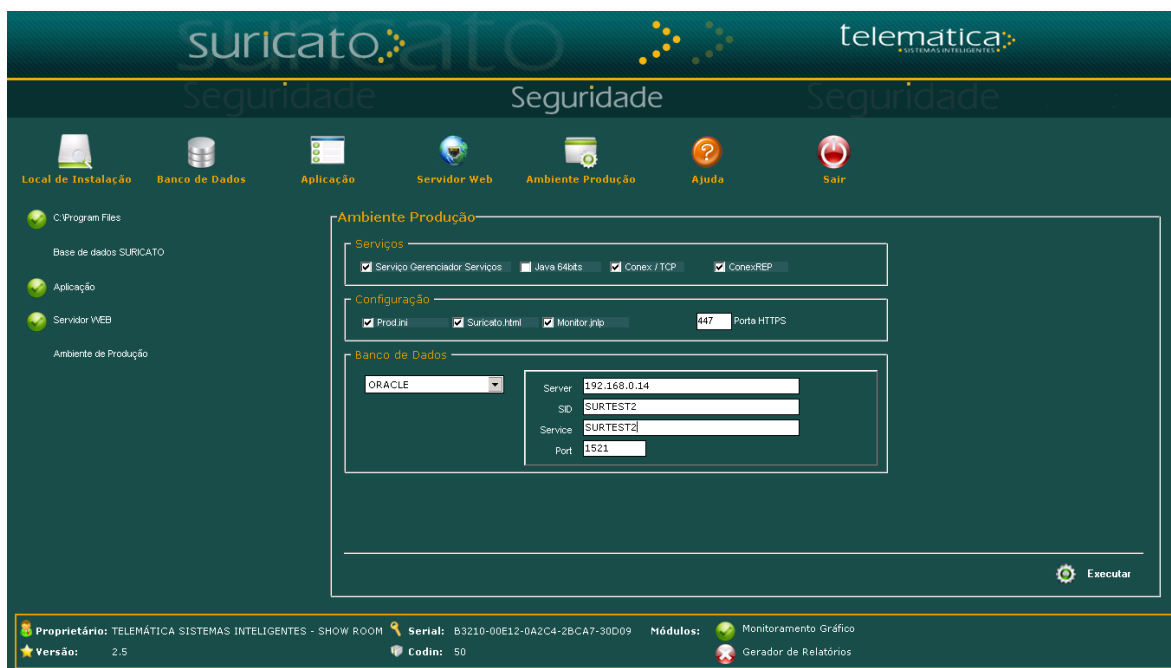 suricato
telemática
SISTEMAS INTELIGENTES
Seguridade Seguridade Seguridade
Local de Instalação Banco de Dados Aplicação Servidor Web Ambiente Produção Ajuda Sair
C:\Program Files
Base de dados SURICATO
Aplicação
Servidor WEB
Ambiente de Produção
Ambiente Produção
Serviços
Serviço Gerenciador Serviços Java 64bits Conex / TCP ConexREP
Configuração
Prod.ini Suricato.html Monitor.jnlp 447 Porta HTTPS
Banco de Dados
ORACLE
Server 192.168.0.14
SID SURTEST2
Service SURTEST2
Port 1521
Executar
Proprietário: TELEMÁTICA SISTEMAS INTELIGENTES - SHOW ROOM Serial: B3210-00E12-0A2C4-2BCA7-30D09 Módulos: Monitoramento Gráfico
Versão: 2.5 Codin: 50 Gerador de Relatórios